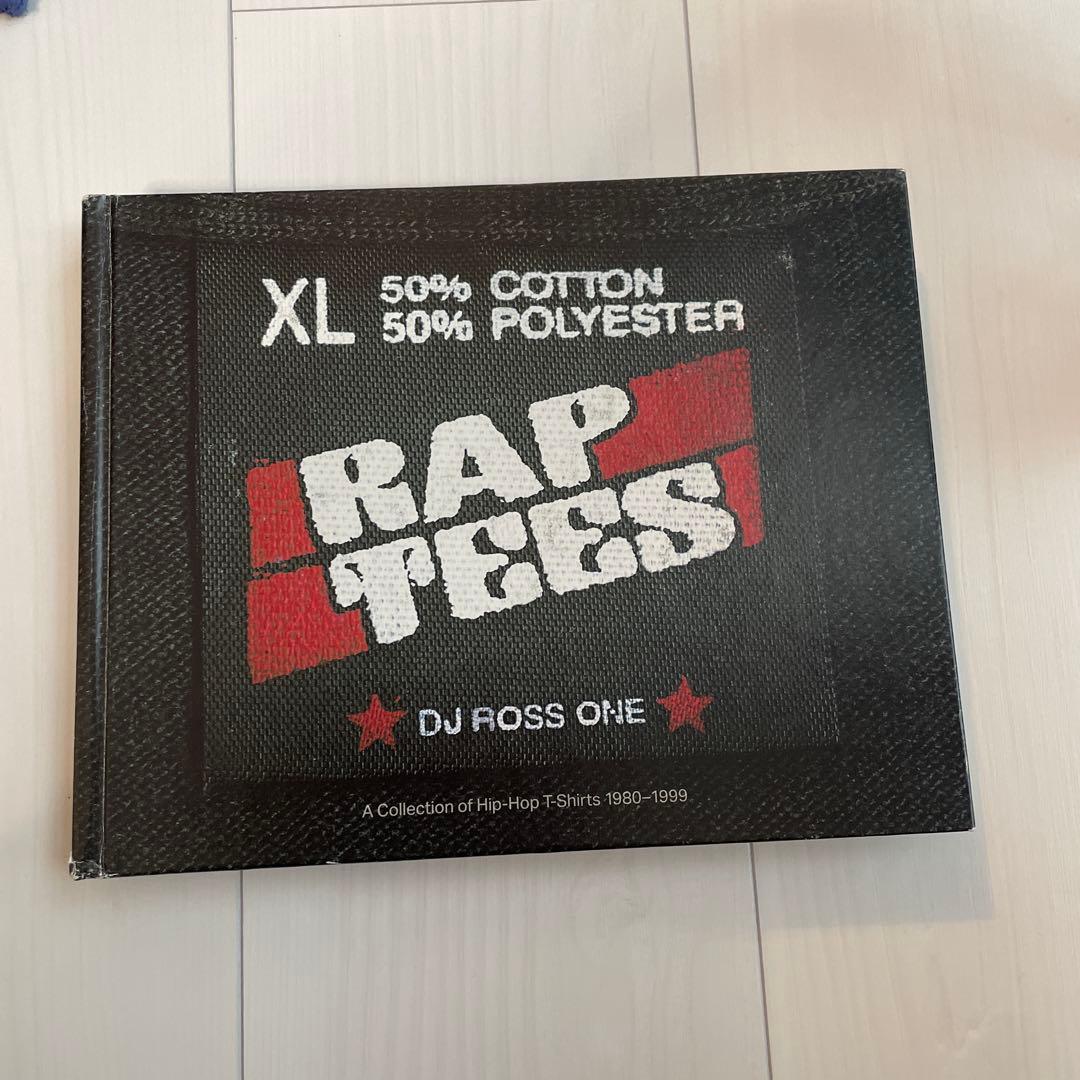 XL 50% COTTON
50% POLYESTER
RAP
TEES
DJ ROSS ONE
A Collection of Hip-Hop T-Shirts 1980–1999